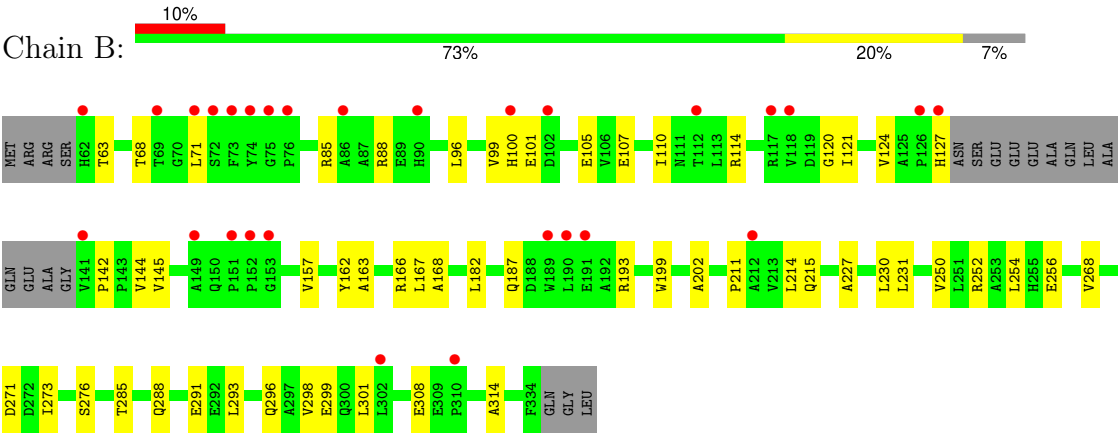 10%
Chain B:
73% 20% 7%
MET ARG ARG SER H62 T63 T68 T69 G70 L71 S72 F73 Y74 G75 P76 R85 A86 A87 R88 E89 H90 L96 V99 H100 E101 D102 E105 V106 E107 I110 N111 T112 L113 R114 R117 V118 D119 G120 I121 V124 A125 P126 H127 ASN SER GLU GLU GLU ALA GLN LEU ALA
GLN GLU ALA GLY V141 P142 P143 V144 V145 A149 Q150 P151 P152 G153 V157 Y162 A163 R166 L167 A168 L182 Q187 D188 W189 L190 E191 A192 R193 W199 A202 P211 A212 V213 L214 Q215 A227 L230 L231 V250 L251 R252 A253 L254 H255 E256 V268
D271 D272 I273 S276 T285 Q288 E291 E292 L293 Q296 A297 V298 E299 Q300 L301 L302 E308 E309 P310 A314 F334 GLN GLY LEU